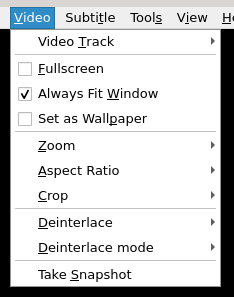 Video Subtitle Tools View
Video Track
Fullscreen
Always Fit Window
Set as Wallpaper
Zoom
Aspect Ratio
Crop
Deinterlace
Deinterlace mode
Take Snapshot